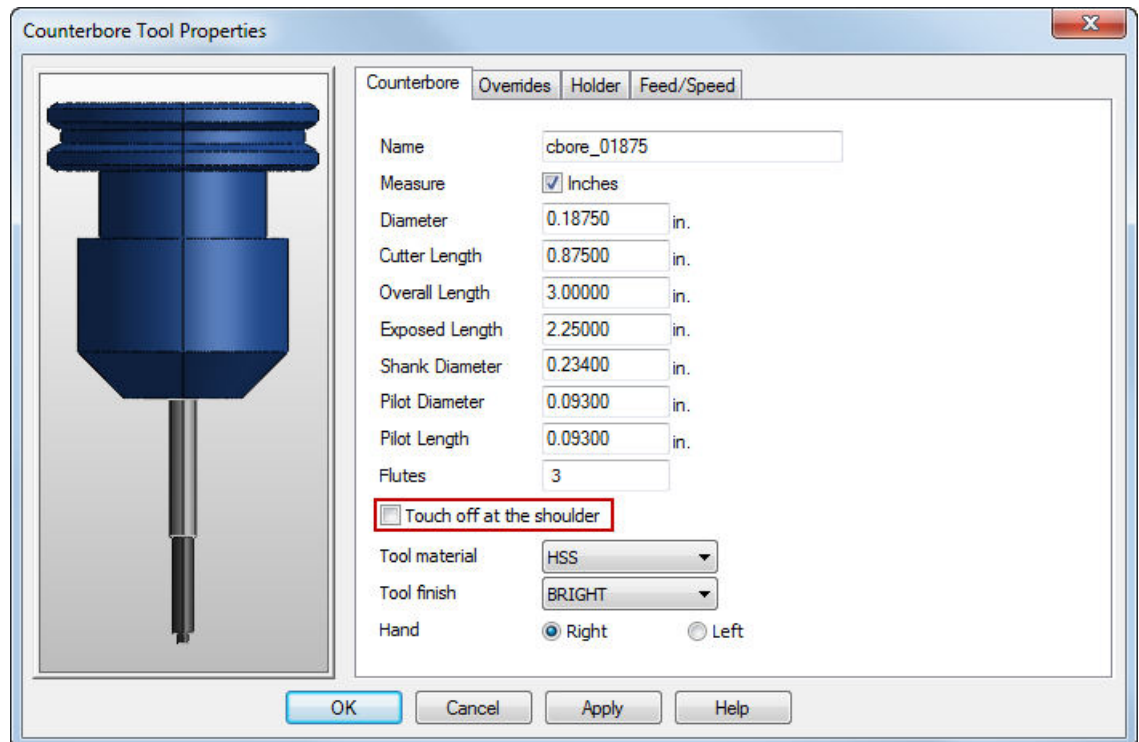 Counterbore Tool Properties
X
Counterbore Overrides Holder Feed/Speed
Name cbore_01875
Measure Inches
Diameter 0.18750 in.
Cutter Length 0.87500 in.
Overall Length 3.00000 in.
Exposed Length 2.25000 in.
Shank Diameter 0.23400 in.
Pilot Diameter 0.09300 in.
Pilot Length 0.09300 in.
Flutes 3
Touch off at the shoulder
Tool material HSS
Tool finish BRIGHT
Hand Right Left
OK Cancel Apply Help